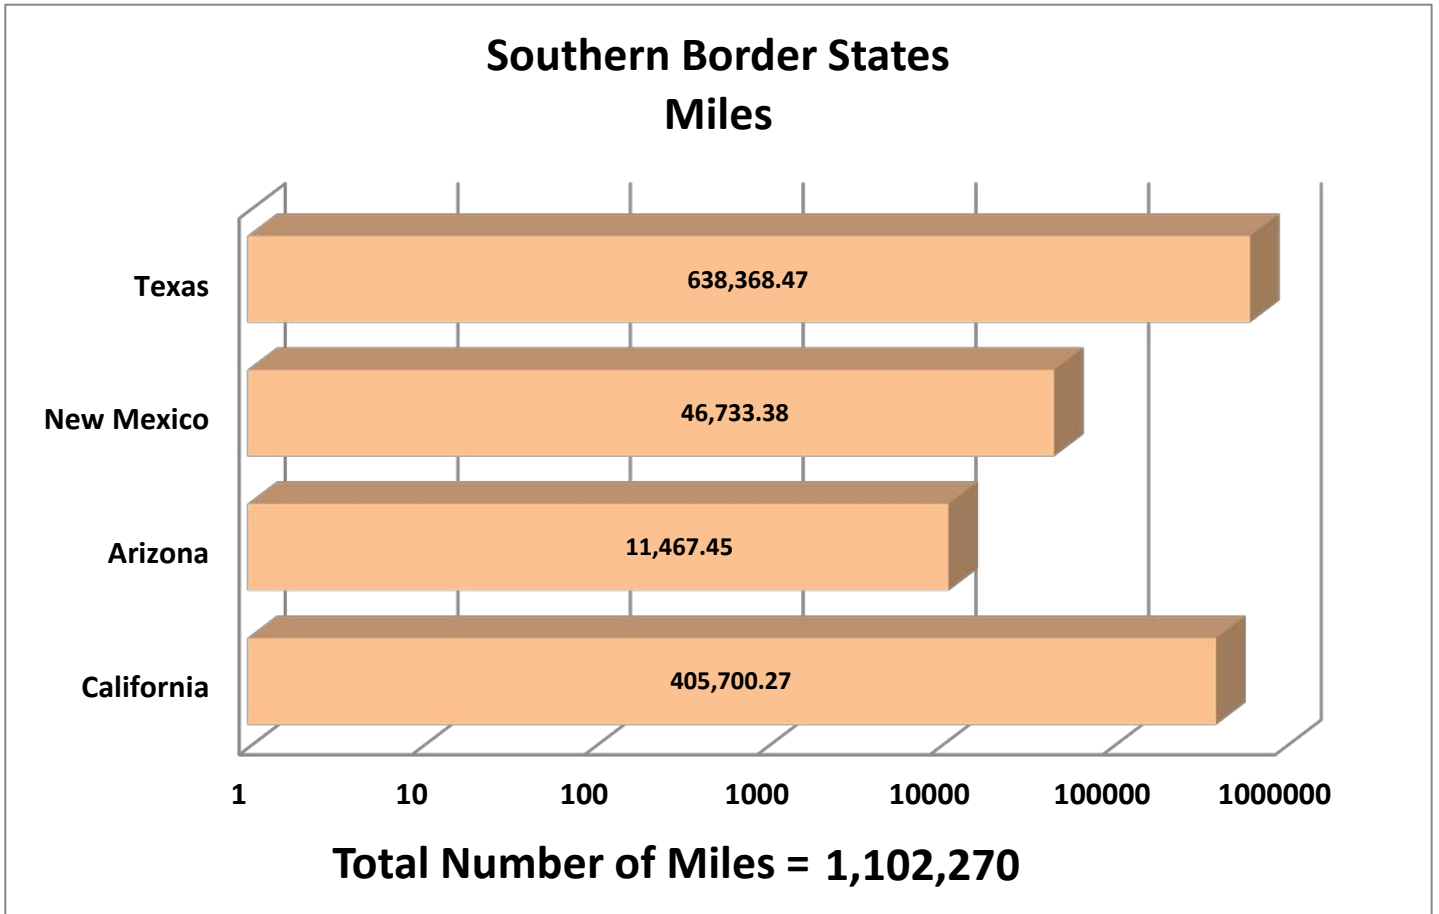 Southern Border States
Miles
Texas
638,368.47
New Mexico
46,733.38
Arizona
11,467.45
California
405,700.27
1 10 100 1000 10000 100000 1000000
Total Number of Miles = 1,102,270